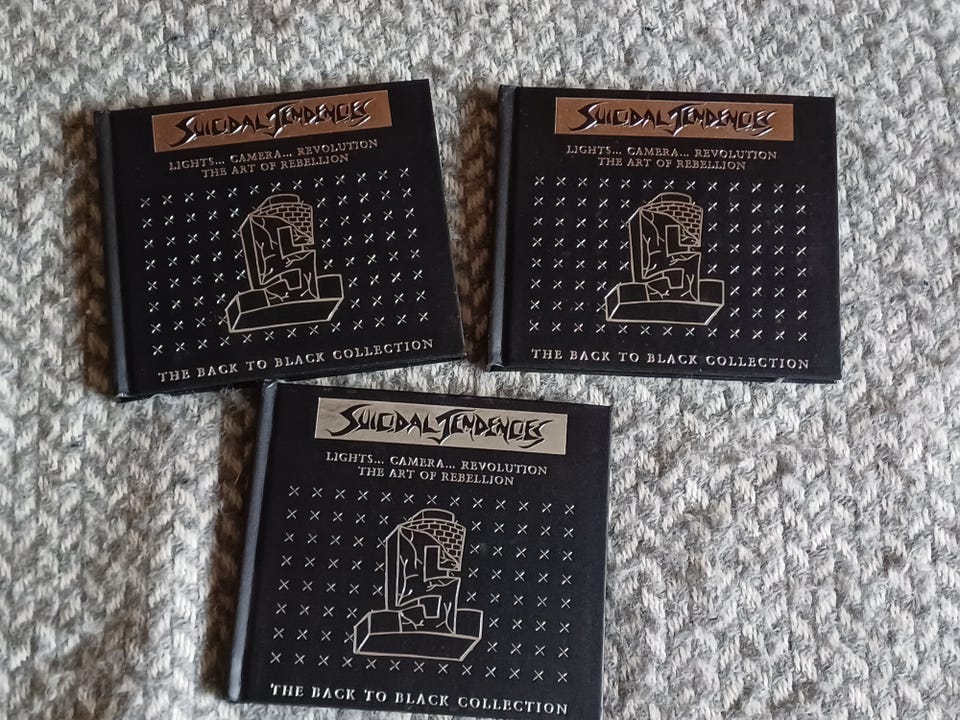 SUICIDAL TENDENCIES
LIGHTS... CAMERA... REVOLUTION
THE ART OF REBELLION
THE BACK TO BLACK COLLECTION
SUICIDAL TENDENCIES
LIGHTS... CAMERA... REVOLUTION
THE ART OF REBELLION
THE BACK TO BLACK COLLECTION
SUICIDAL TENDENCIES
LIGHTS... CAMERA... REVOLUTION
THE ART OF REBELLION
THE BACK TO BLACK COLLECTION